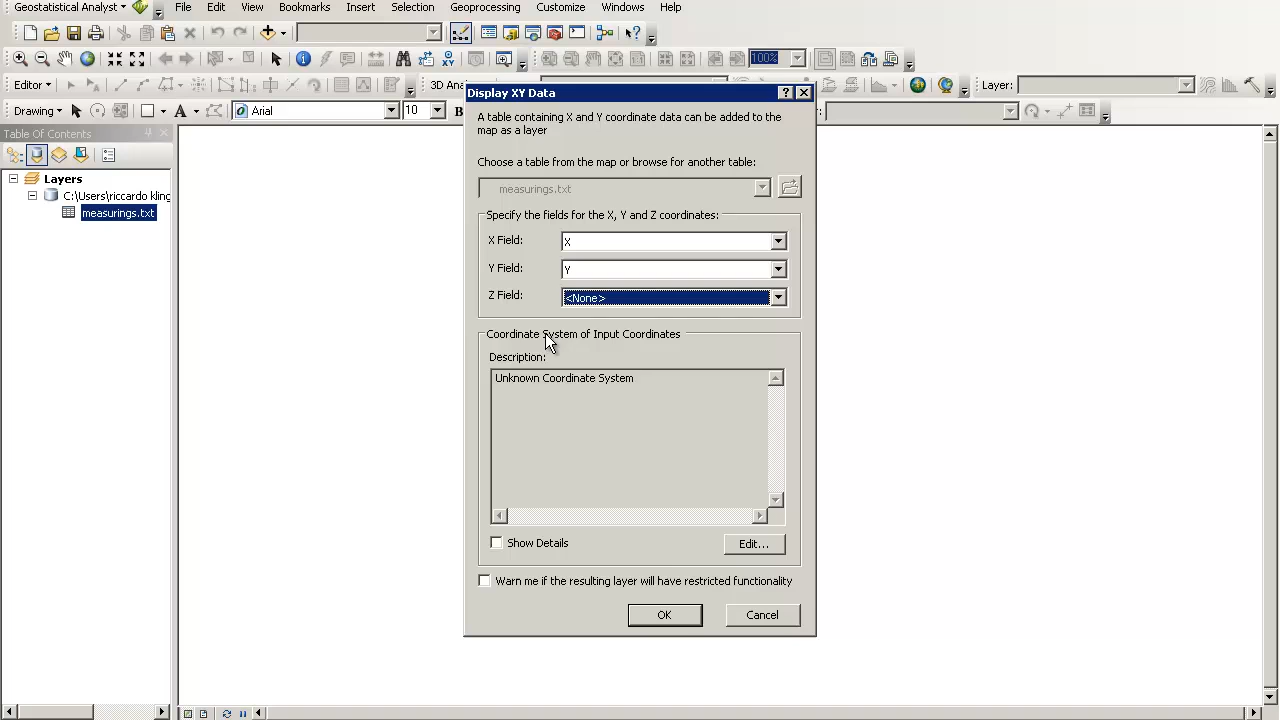 Geostatistical Analyst File Edit View Bookmarks Insert Selection Geoprocessing Customize Windows Help
100%
Editor 3D Ana Layer:
Drawing Arial 10 B
Display XY Data
A table containing X and Y coordinate data can be added to the
map as a layer
Choose a table from the map or browse for another table:
measurings.txt
Specify the fields for the X, Y and Z coordinates:
X Field: X
Y Field: Y
Z Field: <None>
Coordinate System of Input Coordinates
Description:
Unknown Coordinate System
Show Details Edit...
Warn me if the resulting layer will have restricted functionality
OK Cancel
Table Of Contents
Layers
C:\Users\riccardo kling
measurings.txt